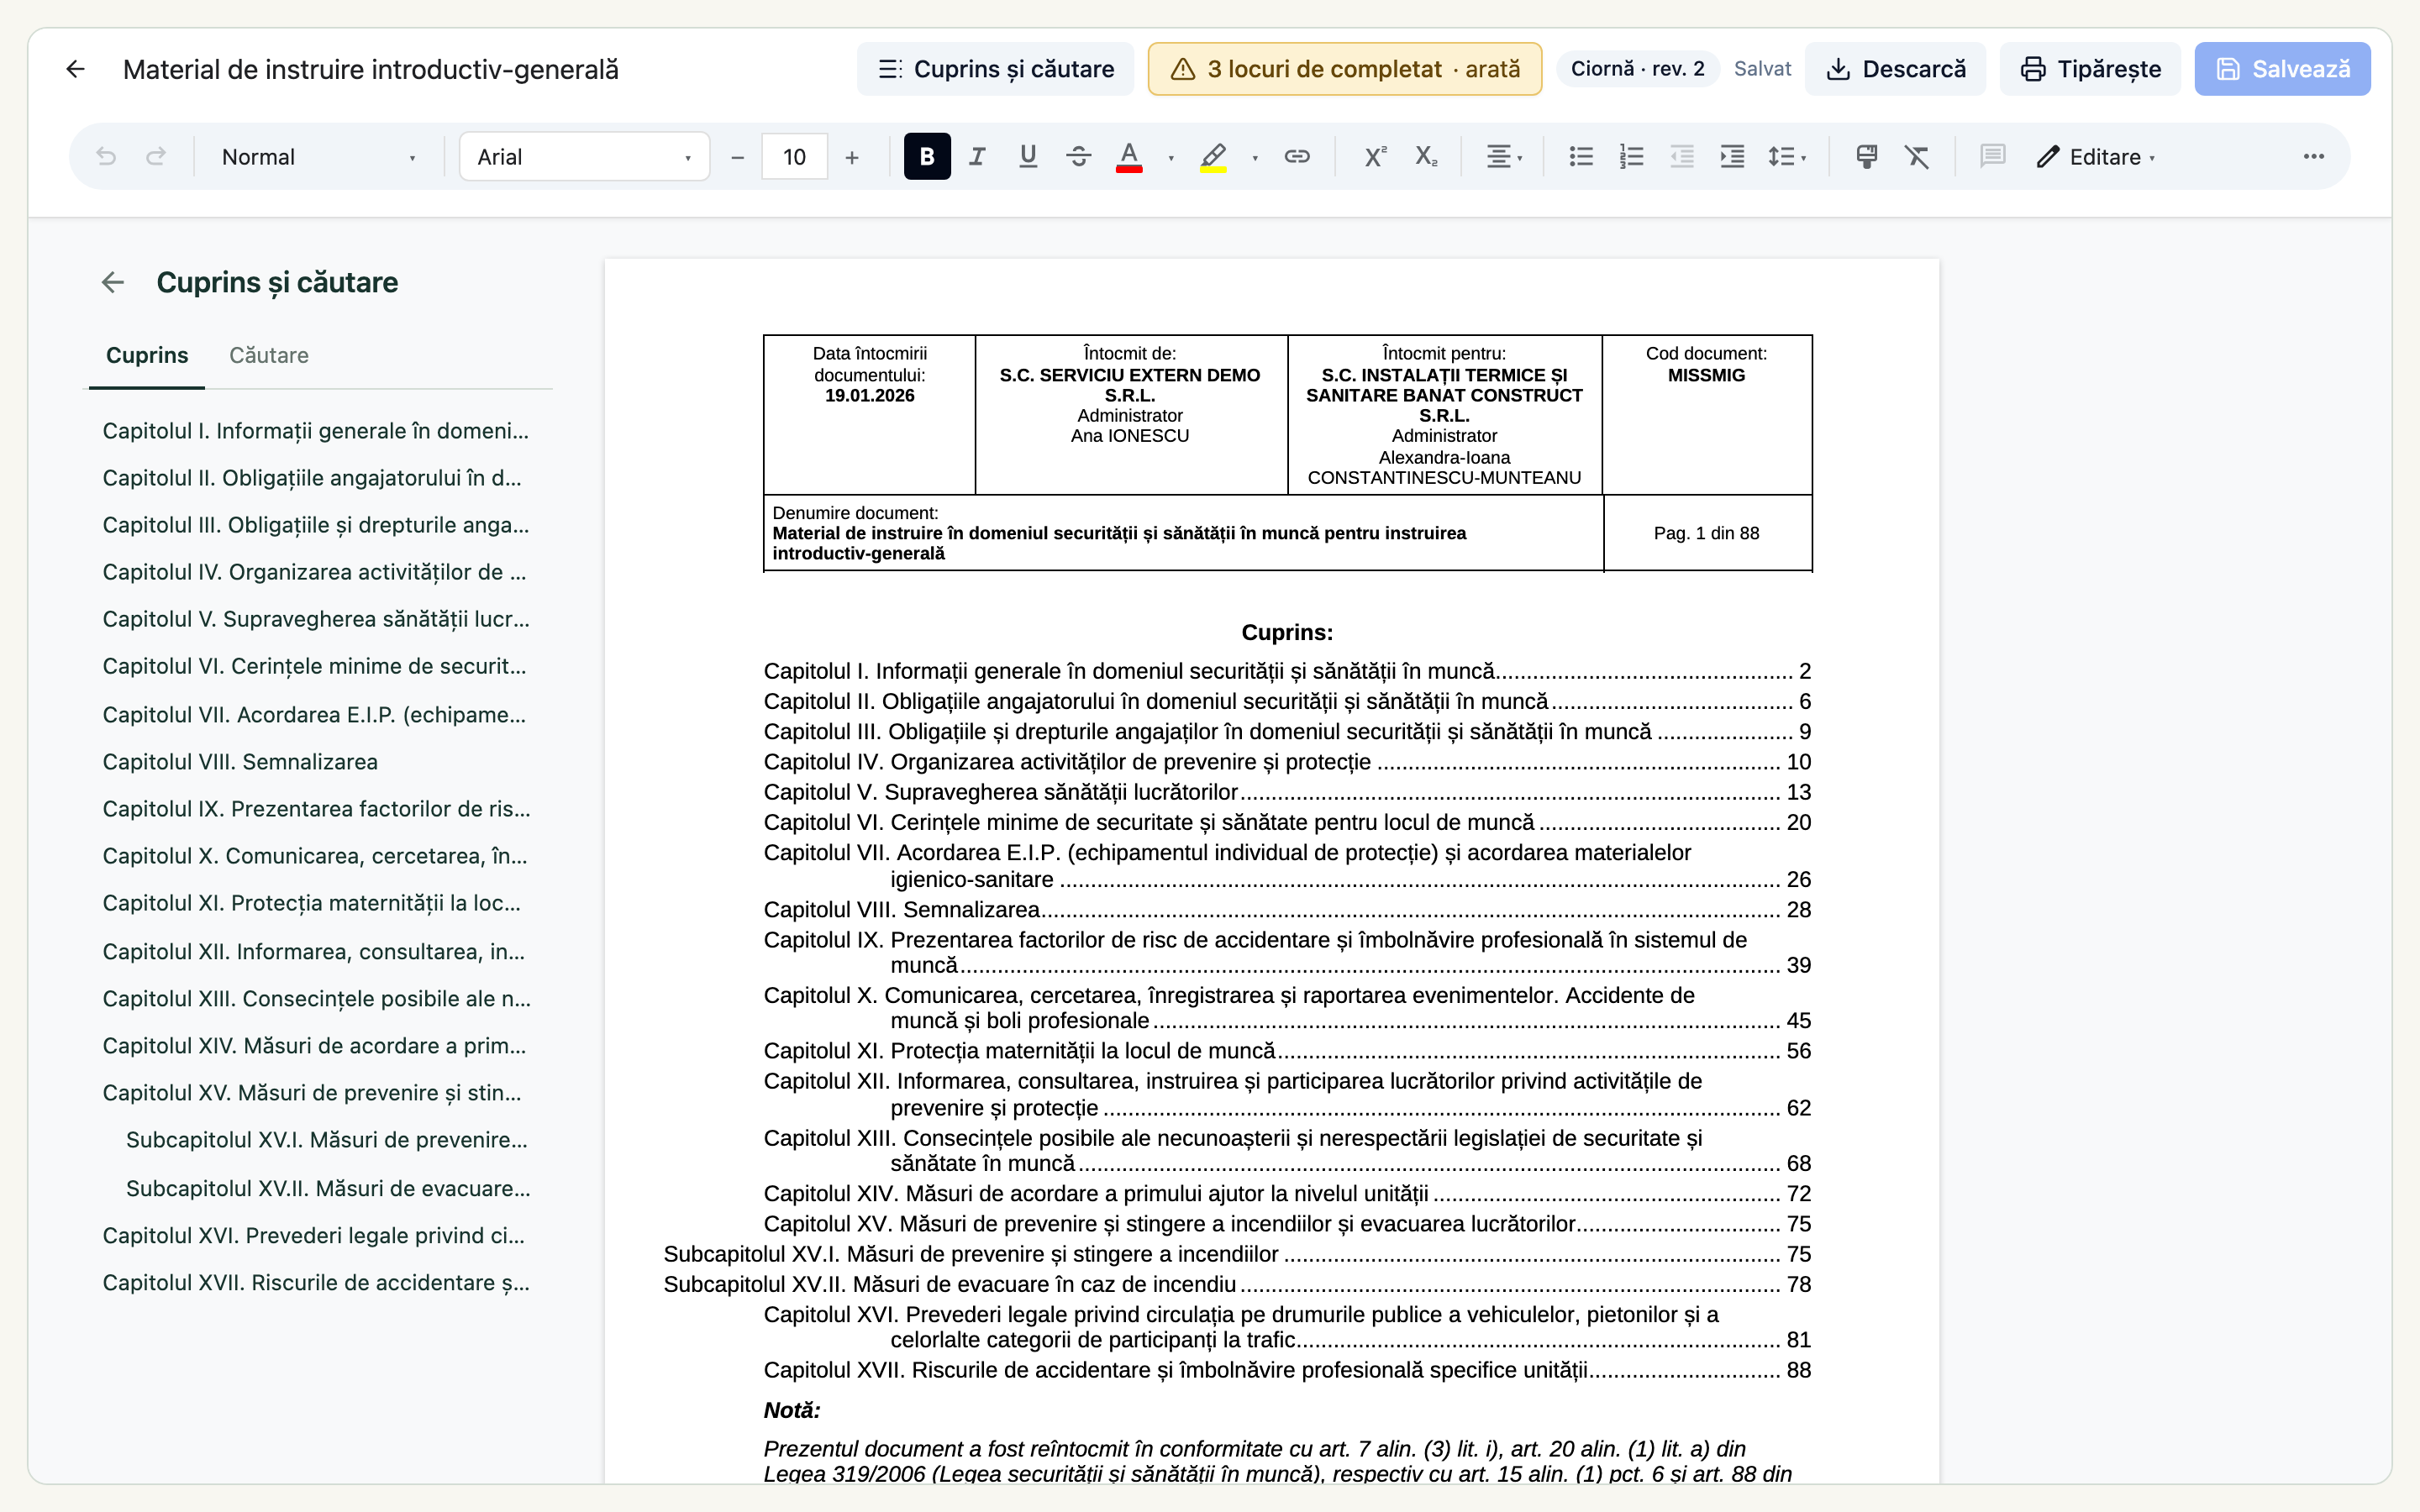 Material de instruire introductiv-generală
Cuprins și căutare
3 locuri de completat · arată
Ciornă · rev. 2
Salvat
Descarcă
Tipărește
Salvează
Normal
Arial
10
Editare
Cuprins și căutare
Cuprins
Căutare
Capitolul I. Informații generale în domeni...
Capitolul II. Obligațiile angajatorului în d...
Capitolul III. Obligațiile și drepturile anga...
Capitolul IV. Organizarea activităților de ...
Capitolul V. Supravegherea sănătății lucr...
Capitolul VI. Cerințele minime de securit...
Capitolul VII. Acordarea E.I.P. (echipame...
Capitolul VIII. Semnalizarea
Capitolul IX. Prezentarea factorilor de ris...
Capitolul X. Comunicarea, cercetarea, în...
Capitolul XI. Protecția maternității la loc...
Capitolul XII. Informarea, consultarea, in...
Capitolul XIII. Consecințele posibile ale n...
Capitolul XIV. Măsuri de acordare a prim...
Capitolul XV. Măsuri de prevenire și stin...
Subcapitolul XV.I. Măsuri de prevenire...
Subcapitolul XV.II. Măsuri de evacuare...
Capitolul XVI. Prevederi legale privind ci...
Capitolul XVII. Riscurile de accidentare ș...
Data întocmirii
documentului:
19.01.2026
Întocmit de:
S.C. SERVICIU EXTERN DEMO
S.R.L.
Administrator
Ana IONESCU
Întocmit pentru:
S.C. INSTALAȚII TERMICE ȘI
SANITARE BANAT CONSTRUCT
S.R.L.
Administrator
Alexandra-Ioana
CONSTANTINESCU-MUNTEANU
Cod document:
MISSMIG
Denumire document:
Material de instruire în domeniul securității și sănătății în muncă pentru instruirea
introductiv-generală
Pag. 1 din 88
Cuprins:
Capitolul I. Informații generale în domeniul securității și sănătății în muncă................................................ 2
Capitolul II. Obligațiile angajatorului în domeniul securității și sănătății în muncă....................................... 6
Capitolul III. Obligațiile și drepturile angajaților în domeniul securității și sănătății în muncă ...................... 9
Capitolul IV. Organizarea activităților de prevenire și protecție ................................................................. 10
Capitolul V. Supravegherea sănătății lucrătorilor....................................................................................... 13
Capitolul VI. Cerințele minime de securitate și sănătate pentru locul de muncă ....................................... 20
Capitolul VII. Acordarea E.I.P. (echipamentul individual de protecție) și acordarea materialelor
igienico-sanitare .................................................................................................................... 26
Capitolul VIII. Semnalizarea....................................................................................................................... 28
Capitolul IX. Prezentarea factorilor de risc de accidentare și îmbolnăvire profesională în sistemul de
muncă.................................................................................................................................... 39
Capitolul X. Comunicarea, cercetarea, înregistrarea și raportarea evenimentelor. Accidente de
muncă și boli profesionale..................................................................................................... 45
Capitolul XI. Protecția maternității la locul de muncă................................................................................. 56
Capitolul XII. Informarea, consultarea, instruirea și participarea lucrătorilor privind activitățile de
prevenire și protecție ............................................................................................................. 62
Capitolul XIII. Consecințele posibile ale necunoașterii și nerespectării legislației de securitate și
sănătate în muncă................................................................................................................. 68
Capitolul XIV. Măsuri de acordare a primului ajutor la nivelul unității ........................................................ 72
Capitolul XV. Măsuri de prevenire și stingere a incendiilor și evacuarea lucrătorilor................................. 75
Subcapitolul XV.I. Măsuri de prevenire și stingere a incendiilor ................................................................................ 75
Subcapitolul XV.II. Măsuri de evacuare în caz de incendiu ....................................................................................... 78
Capitolul XVI. Prevederi legale privind circulația pe drumurile publice a vehiculelor, pietonilor și a
celorlalte categorii de participanți la trafic.............................................................................. 81
Capitolul XVII. Riscurile de accidentare și îmbolnăvire profesională specifice unității............................... 88
Notă:
Prezentul document a fost reîntocmit în conformitate cu art. 7 alin. (3) lit. i), art. 20 alin. (1) lit. a) din
Legea 319/2006 (Legea securității și sănătății în muncă), respectiv cu art. 15 alin. (1) pct. 6 și art. 88 din